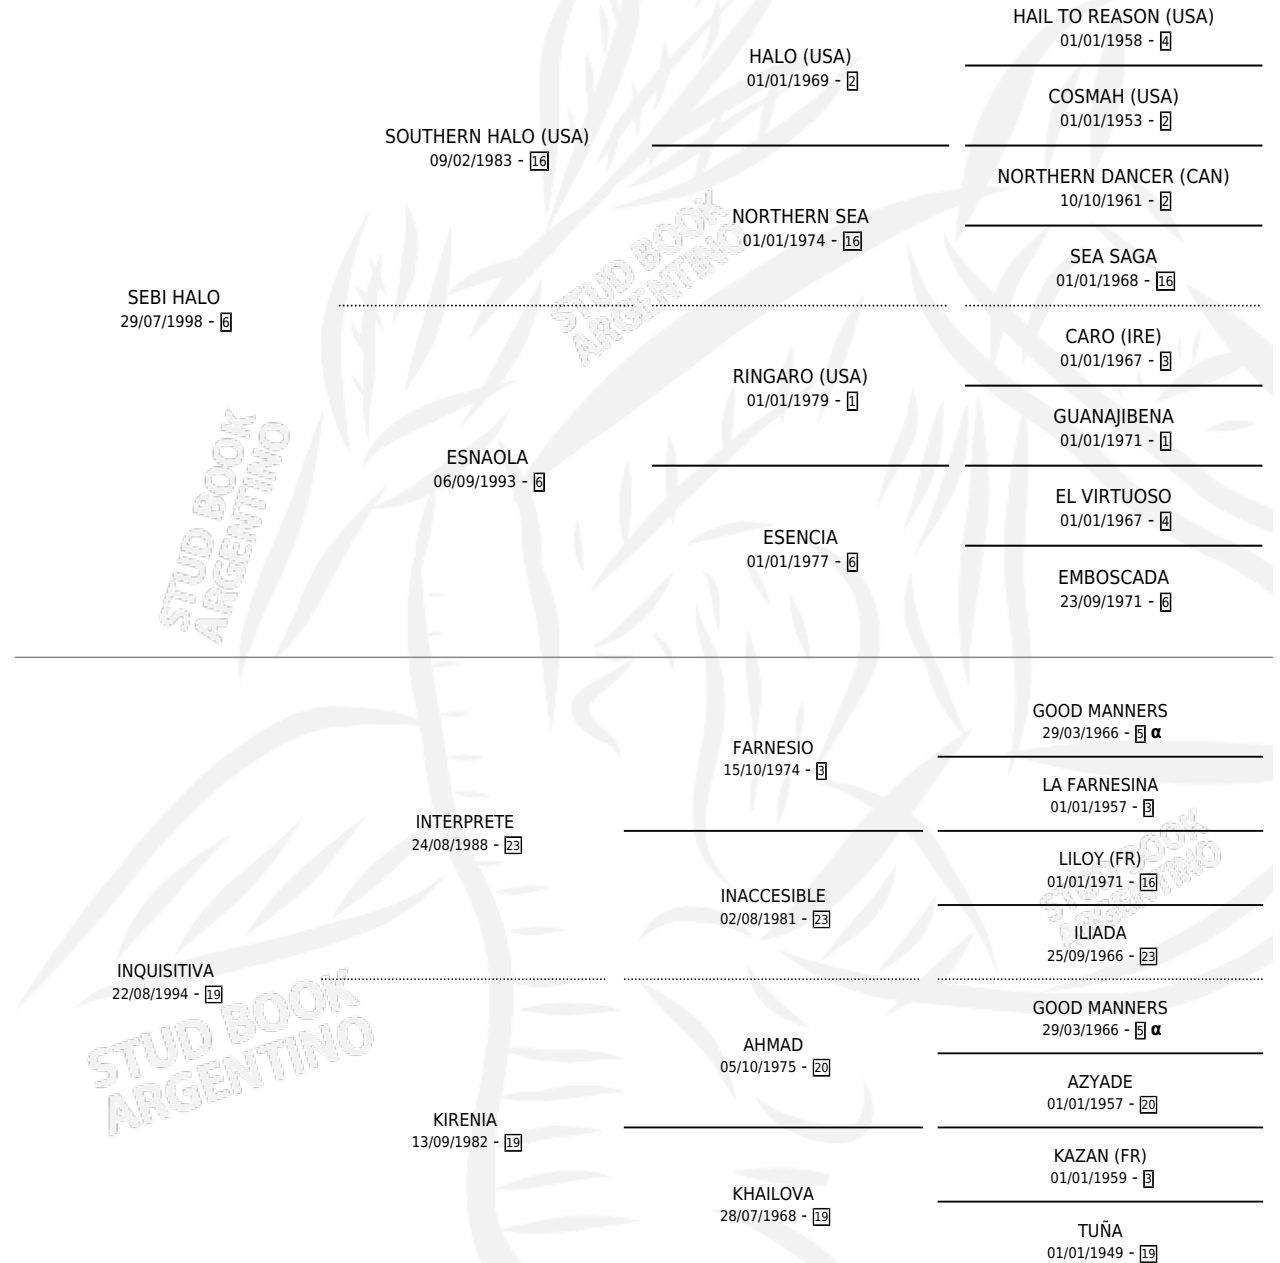 HAIL TO REASON (USA)
01/01/1958 - 4
HALO (USA)
01/01/1969 - 2
COSMAH (USA)
01/01/1953 - 2
SOUTHERN HALO (USA)
09/02/1983 - 16
NORTHERN DANCER (CAN)
10/10/1961 - 2
NORTHERN SEA
01/01/1974 - 16
SEA SAGA
01/01/1968 - 16
SEBI HALO
29/07/1998 - 6
CARO (IRE)
01/01/1967 - 3
RINGARO (USA)
01/01/1979 - 1
GUANAJIBENA
01/01/1971 - 1
ESNAOLA
06/09/1993 - 6
EL VIRTUOSO
01/01/1967 - 4
ESENCIA
01/01/1977 - 6
EMBOSCADA
23/09/1971 - 6
GOOD MANNERS
29/03/1966 - 5 α
FARNESIO
15/10/1974 - 3
LA FARNESINA
01/01/1957 - 3
INTERPRETE
24/08/1988 - 23
LILOY (FR)
01/01/1971 - 16
INACCESIBLE
02/08/1981 - 23
ILIADA
25/09/1966 - 23
INQUISITIVA
22/08/1994 - 19
GOOD MANNERS
29/03/1966 - 5 α
AHMAD
05/10/1975 - 20
AZYADE
01/01/1957 - 20
KIRENIA
13/09/1982 - 19
KAZAN (FR)
01/01/1959 - 3
KHAILOVA
28/07/1968 - 19
TUÑA
01/01/1949 - 19
STUD BOOK
ARGENTINO
STUD BOOK
ARGENTINO
STUD BOOK
ARGENTINO
STUD BOOK
ARGENTINO